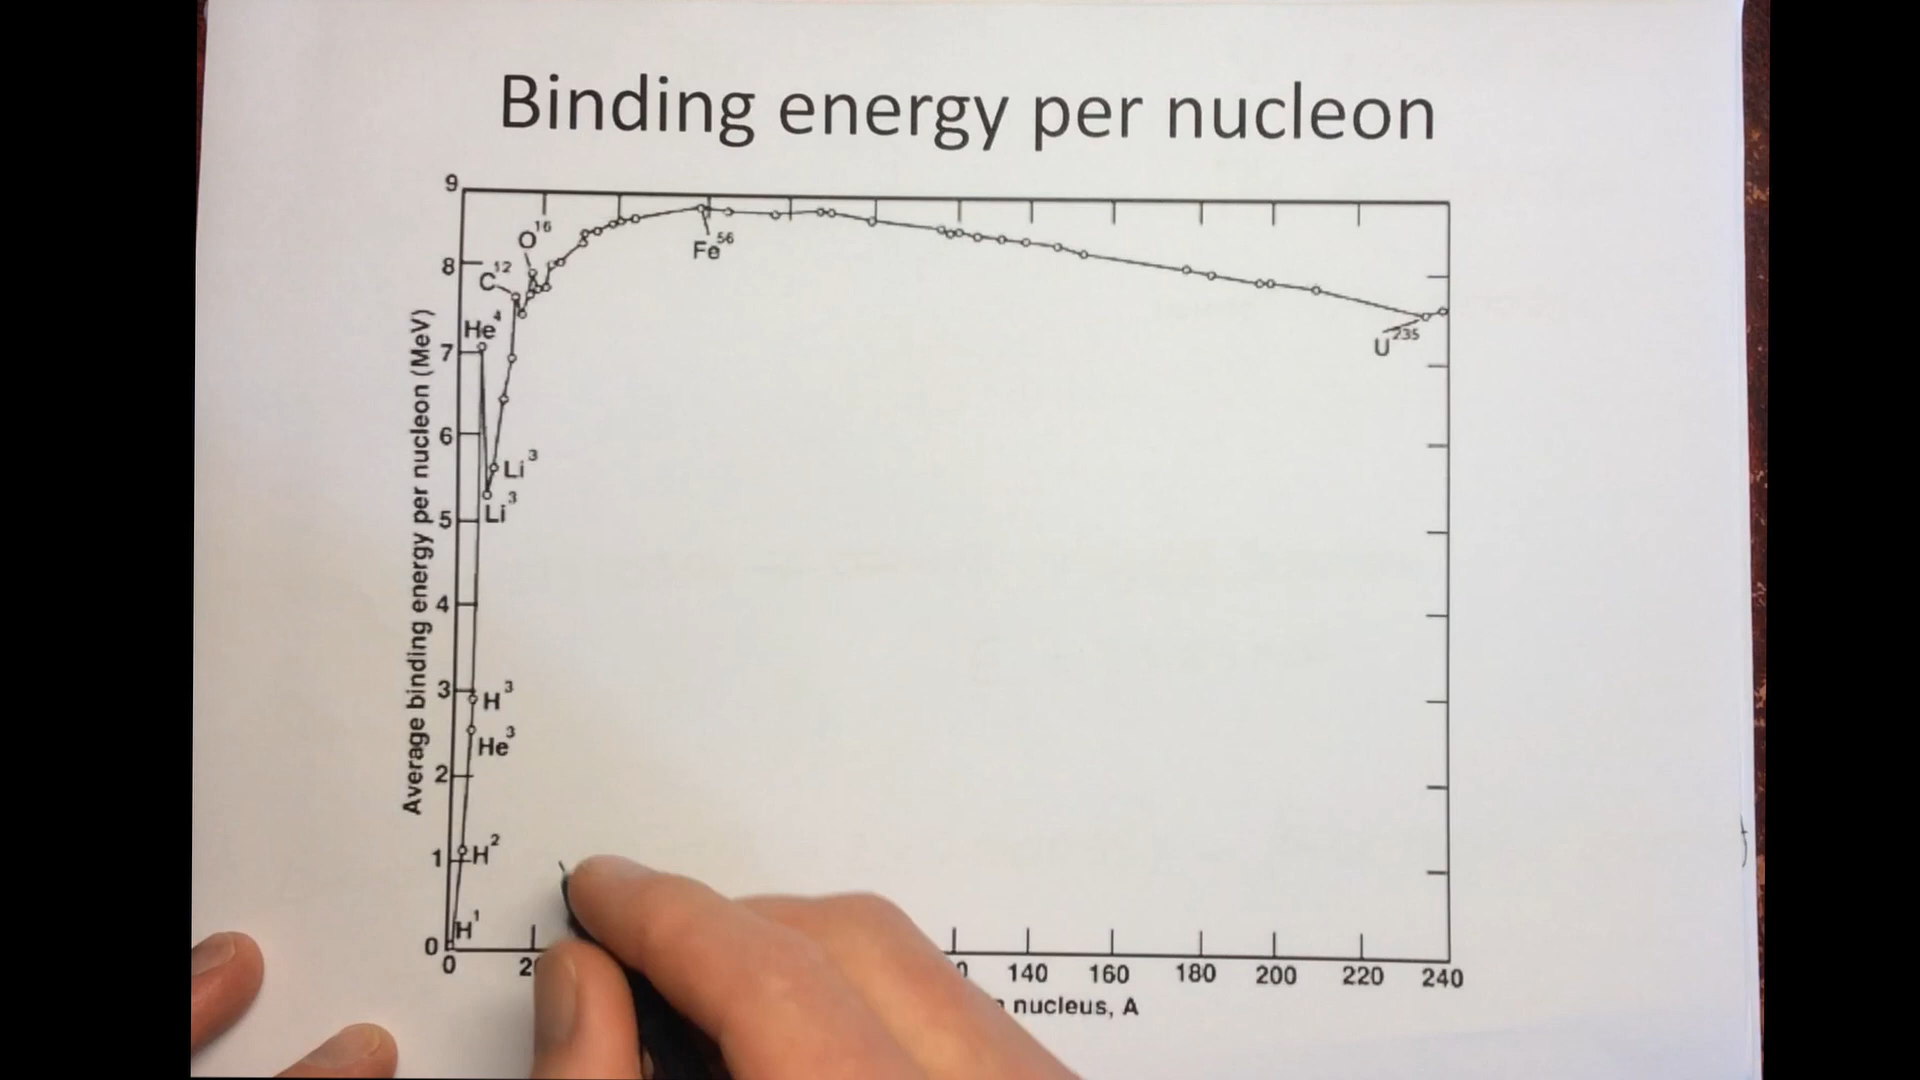 Binding energy per nucleon
9
8
7
6
5
4
3
2
1
0
Average binding energy per nucleon (MeV)
O¹⁶
C¹²
He⁴
Fe⁵⁶
U²³⁵
Li³
Li³
H³
He³
H²
H¹
0 140 160 180 200 220 240
nucleus, A